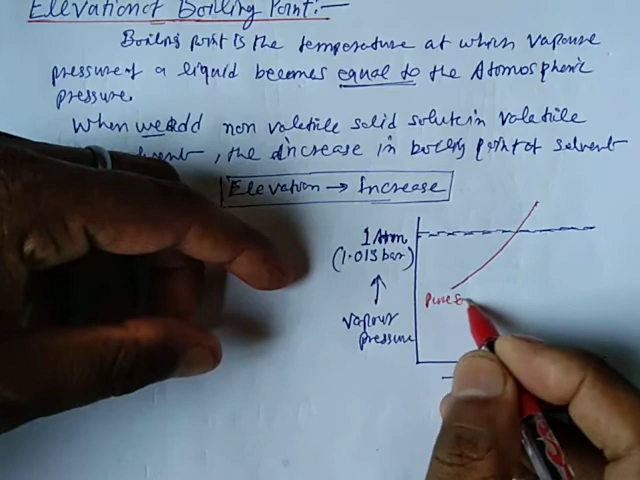 Elevation of Boiling Point:-
Boiling point is the temperature at which vapoure
pressure of a liquid becomes equal to the Atomospheric
pressure.
When we add non volatile solid solute in volatile
, the increase in boiling point of solvent
Elevation → Increase
1 Atm
(1.013 bar)
Vapour
pressure
Pure